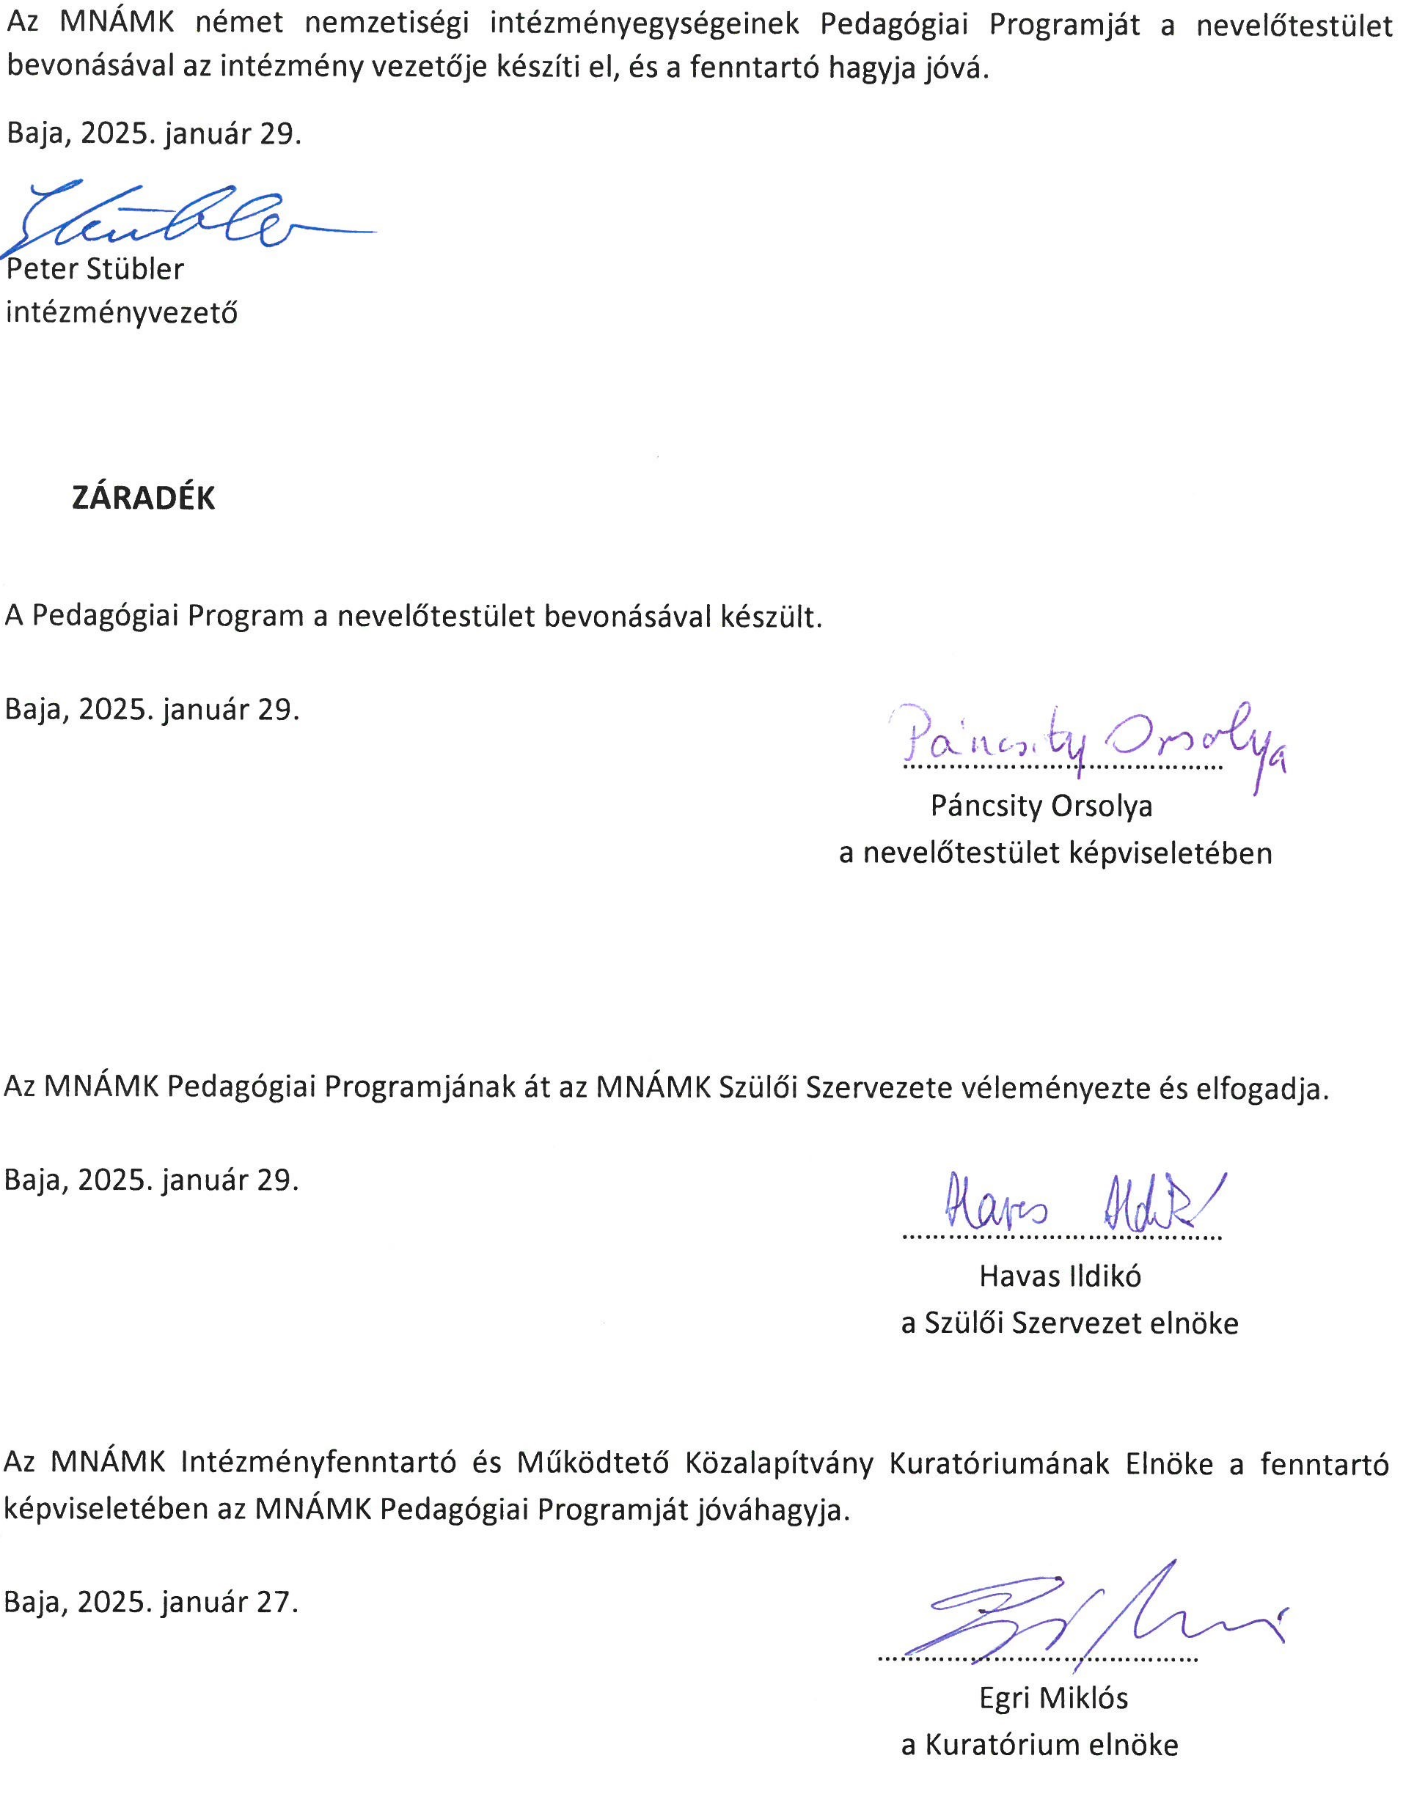 Az MNÁMK német nemzetiségi intézményegységeinek Pedagógiai Programját a nevelőtestület
bevonásával az intézmény vezetője készíti el, és a fenntartó hagyja jóvá.
Baja, 2025. január 29.
Stübler
Peter Stübler
intézményvezető
ZÁRADÉK
A Pedagógiai Program a nevelőtestület bevonásával készült.
Baja, 2025. január 29.
Páncsity Orsolya
Páncsity Orsolya
a nevelőtestület képviseletében
Az MNÁMK Pedagógiai Programjának át az MNÁMK Szülői Szervezete véleményezte és elfogadja.
Baja, 2025. január 29.
Havas Ildikó
a Szülői Szervezet elnöke
Az MNÁMK Intézményfenntartó és Működtető Közalapítvány Kuratóriumának Elnöke a fenntartó
képviseletében az MNÁMK Pedagógiai Programját jóváhagyja.
Baja, 2025. január 27.
Egri Miklós
a Kuratórium elnöke